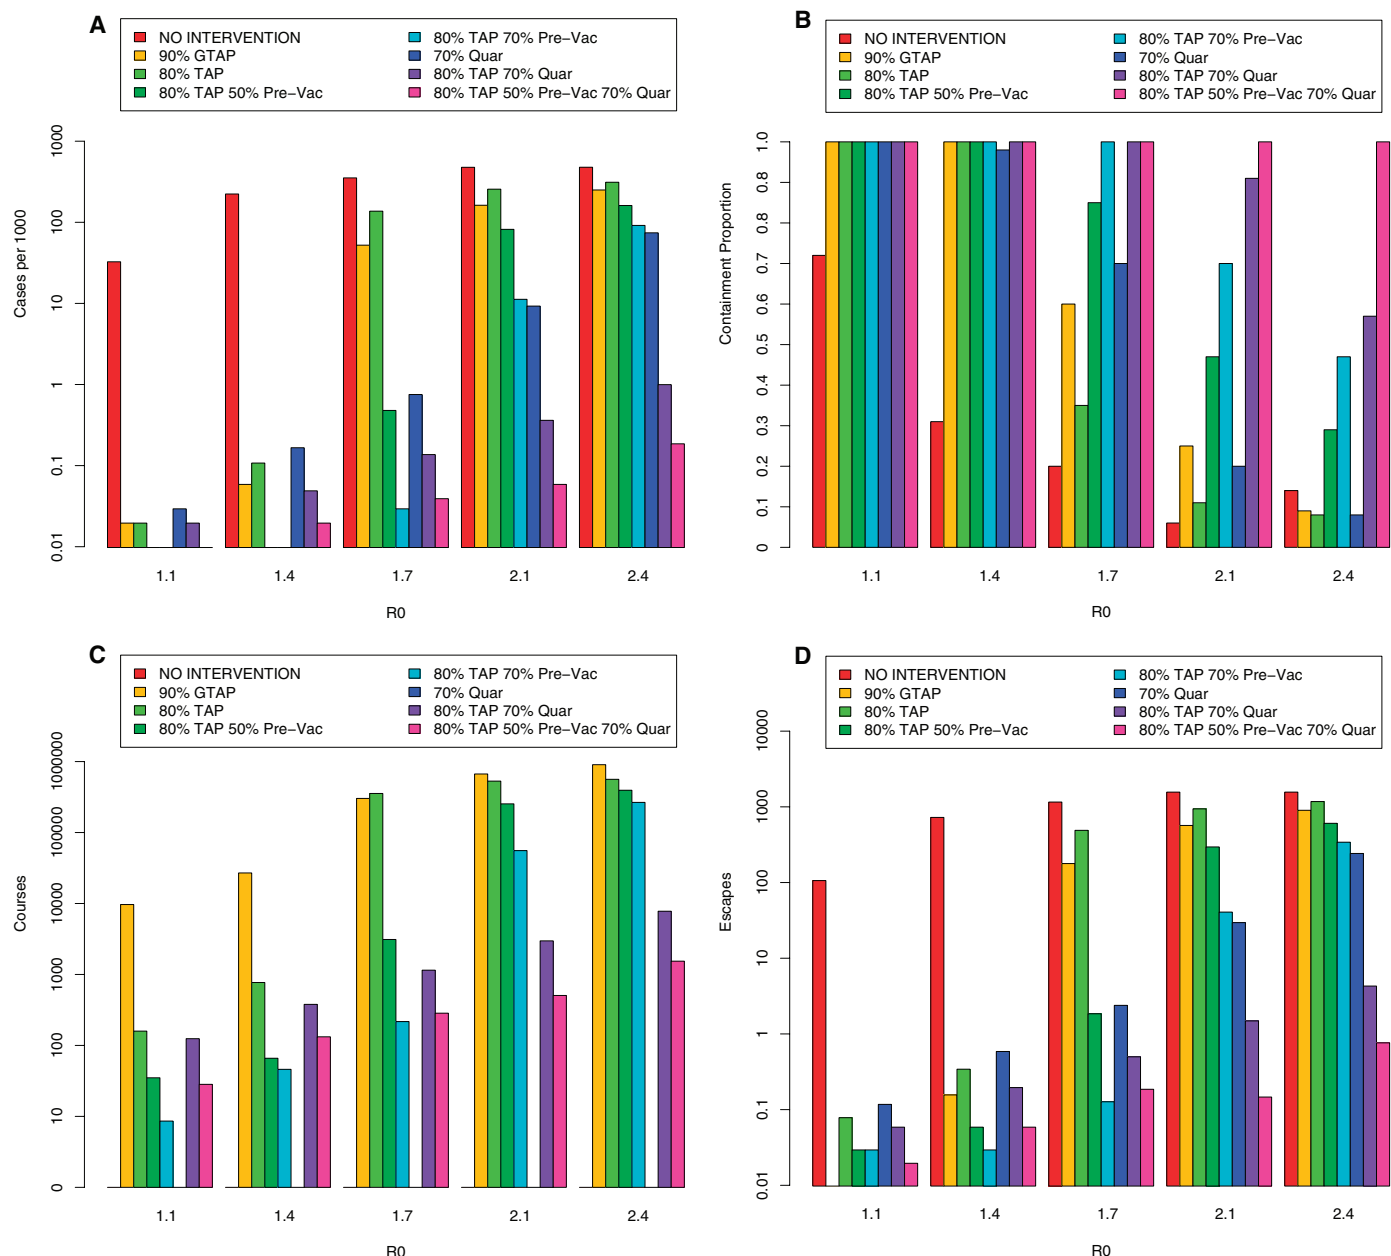 A
NO INTERVENTION
90% GTAP
80% TAP
80% TAP 50% Pre−Vac
80% TAP 70% Pre−Vac
70% Quar
80% TAP 70% Quar
80% TAP 50% Pre−Vac 70% Quar
Cases per 1000
1000
100
10
1
0.1
0.01
1.1
1.4
1.7
2.1
2.4
R0
B
NO INTERVENTION
90% GTAP
80% TAP
80% TAP 50% Pre−Vac
80% TAP 70% Pre−Vac
70% Quar
80% TAP 70% Quar
80% TAP 50% Pre−Vac 70% Quar
Containment Proportion
1.0
0.8
0.8
0.7
0.6
0.5
0.4
0.3
0.2
0.1
0
1.1
1.4
1.7
2.1
2.4
R0
C
NO INTERVENTION
90% GTAP
80% TAP
80% TAP 50% Pre−Vac
80% TAP 70% Pre−Vac
70% Quar
80% TAP 70% Quar
80% TAP 50% Pre−Vac 70% Quar
Courses
1000000
100000
10000
1000
100
10
0
1.1
1.4
1.7
2.1
2.4
R0
D
NO INTERVENTION
90% GTAP
80% TAP
80% TAP 50% Pre−Vac
80% TAP 70% Pre−Vac
70% Quar
80% TAP 70% Quar
80% TAP 50% Pre−Vac 70% Quar
Escapes
10000
1000
100
10
1
0.1
0.01
1.1
1.4
1.7
2.1
2.4
R0